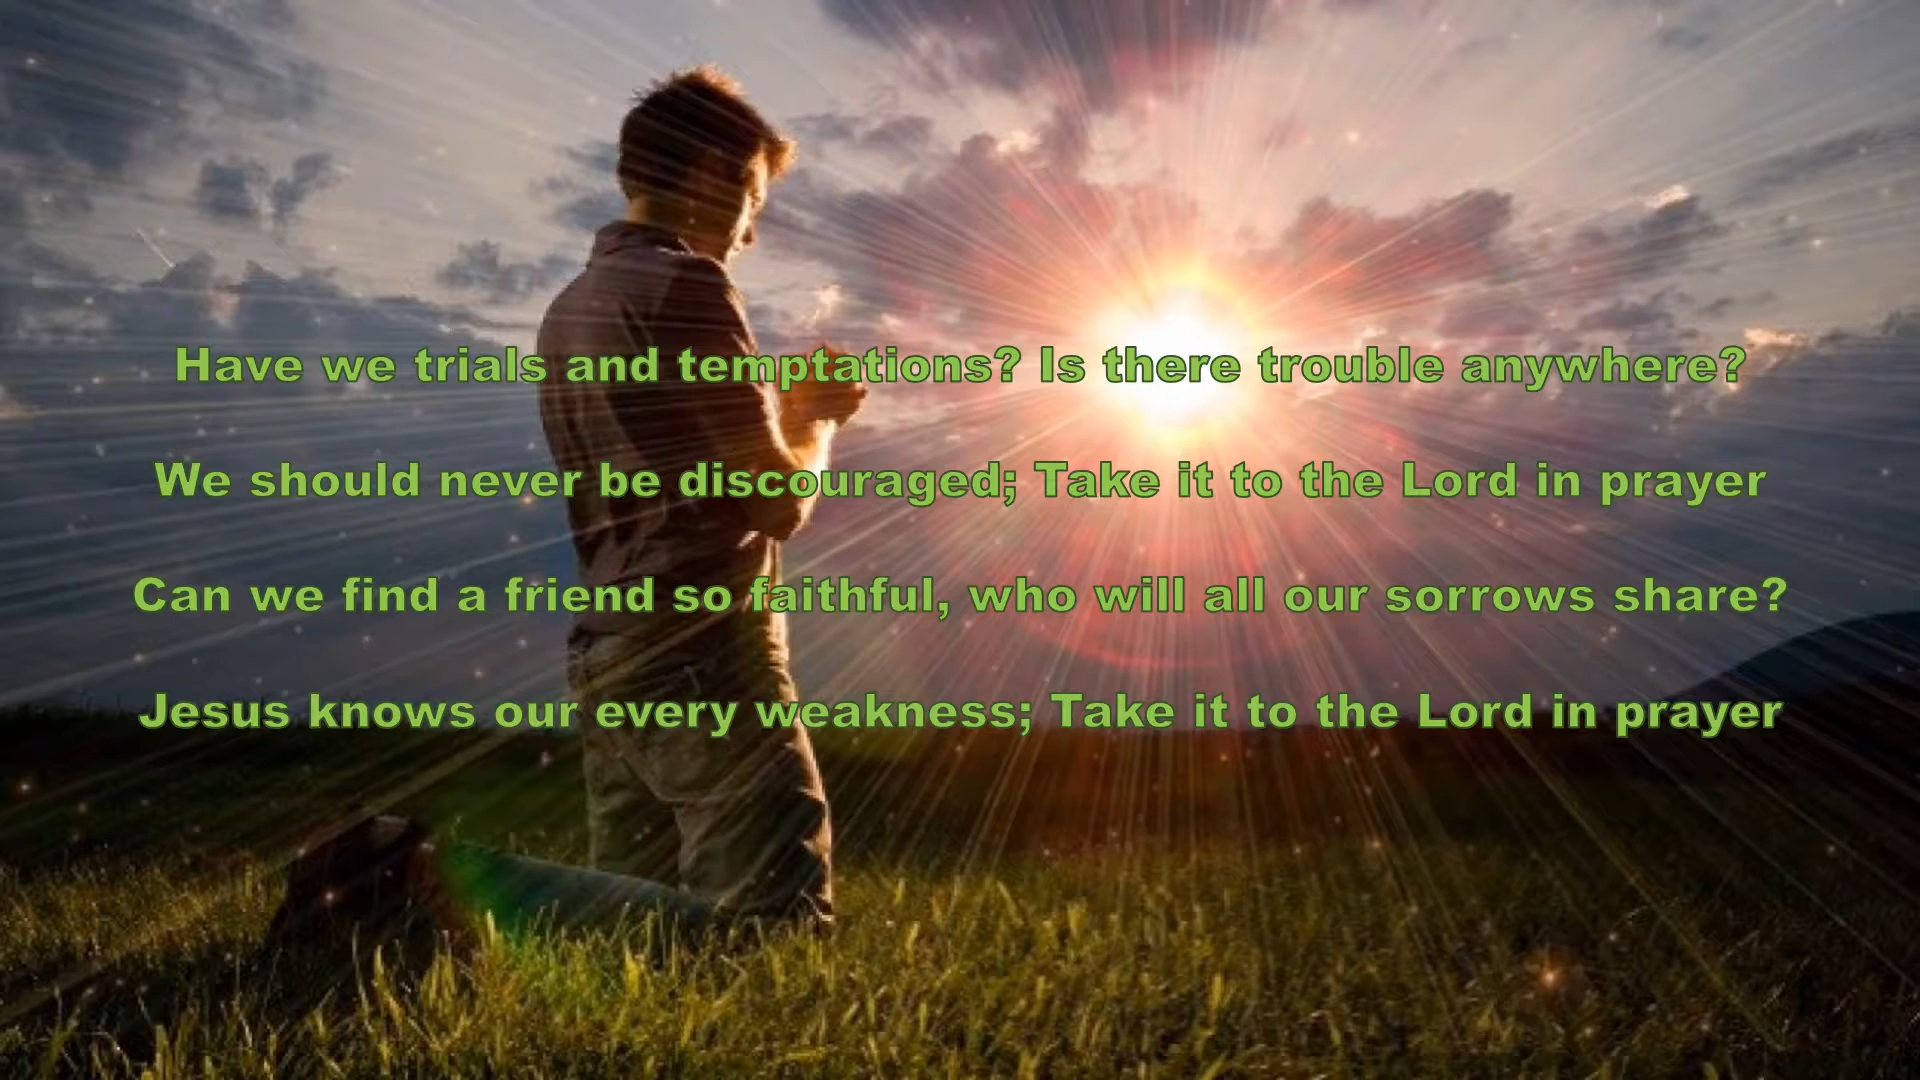 Have we trials and temptations? Is there trouble anywhere?
We should never be discouraged; Take it to the Lord in prayer
Can we find a friend so faithful, who will all our sorrows share?
Jesus knows our every weakness; Take it to the Lord in prayer